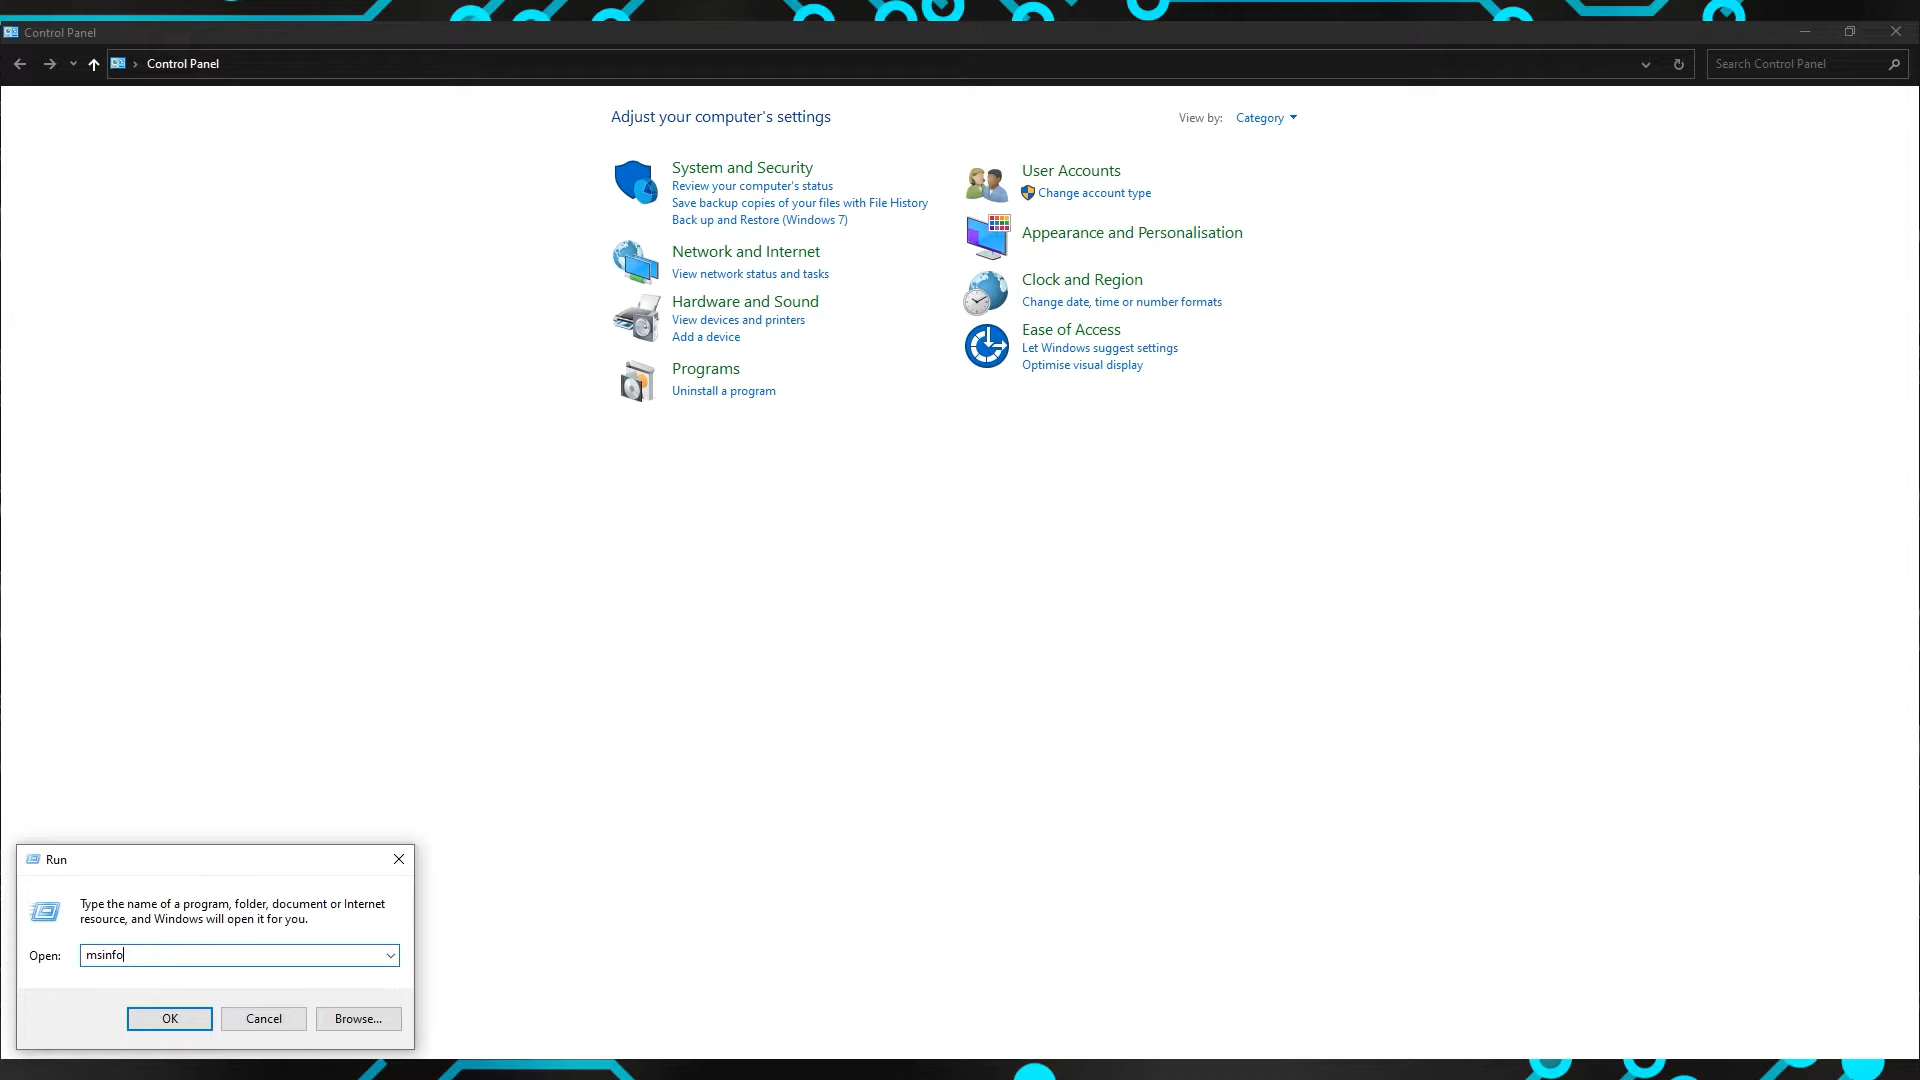 Control Panel
Control Panel
Search Control Panel
Adjust your computer's settings
View by: Category
System and Security
Review your computer's status
Save backup copies of your files with File History
Back up and Restore (Windows 7)
Network and Internet
View network status and tasks
Hardware and Sound
View devices and printers
Add a device
Programs
Uninstall a program
User Accounts
Change account type
Appearance and Personalisation
Clock and Region
Change date, time or number formats
Ease of Access
Let Windows suggest settings
Optimise visual display
Run
Type the name of a program, folder, document or Internet
resource, and Windows will open it for you.
Open: msinfo
OK Cancel Browse...